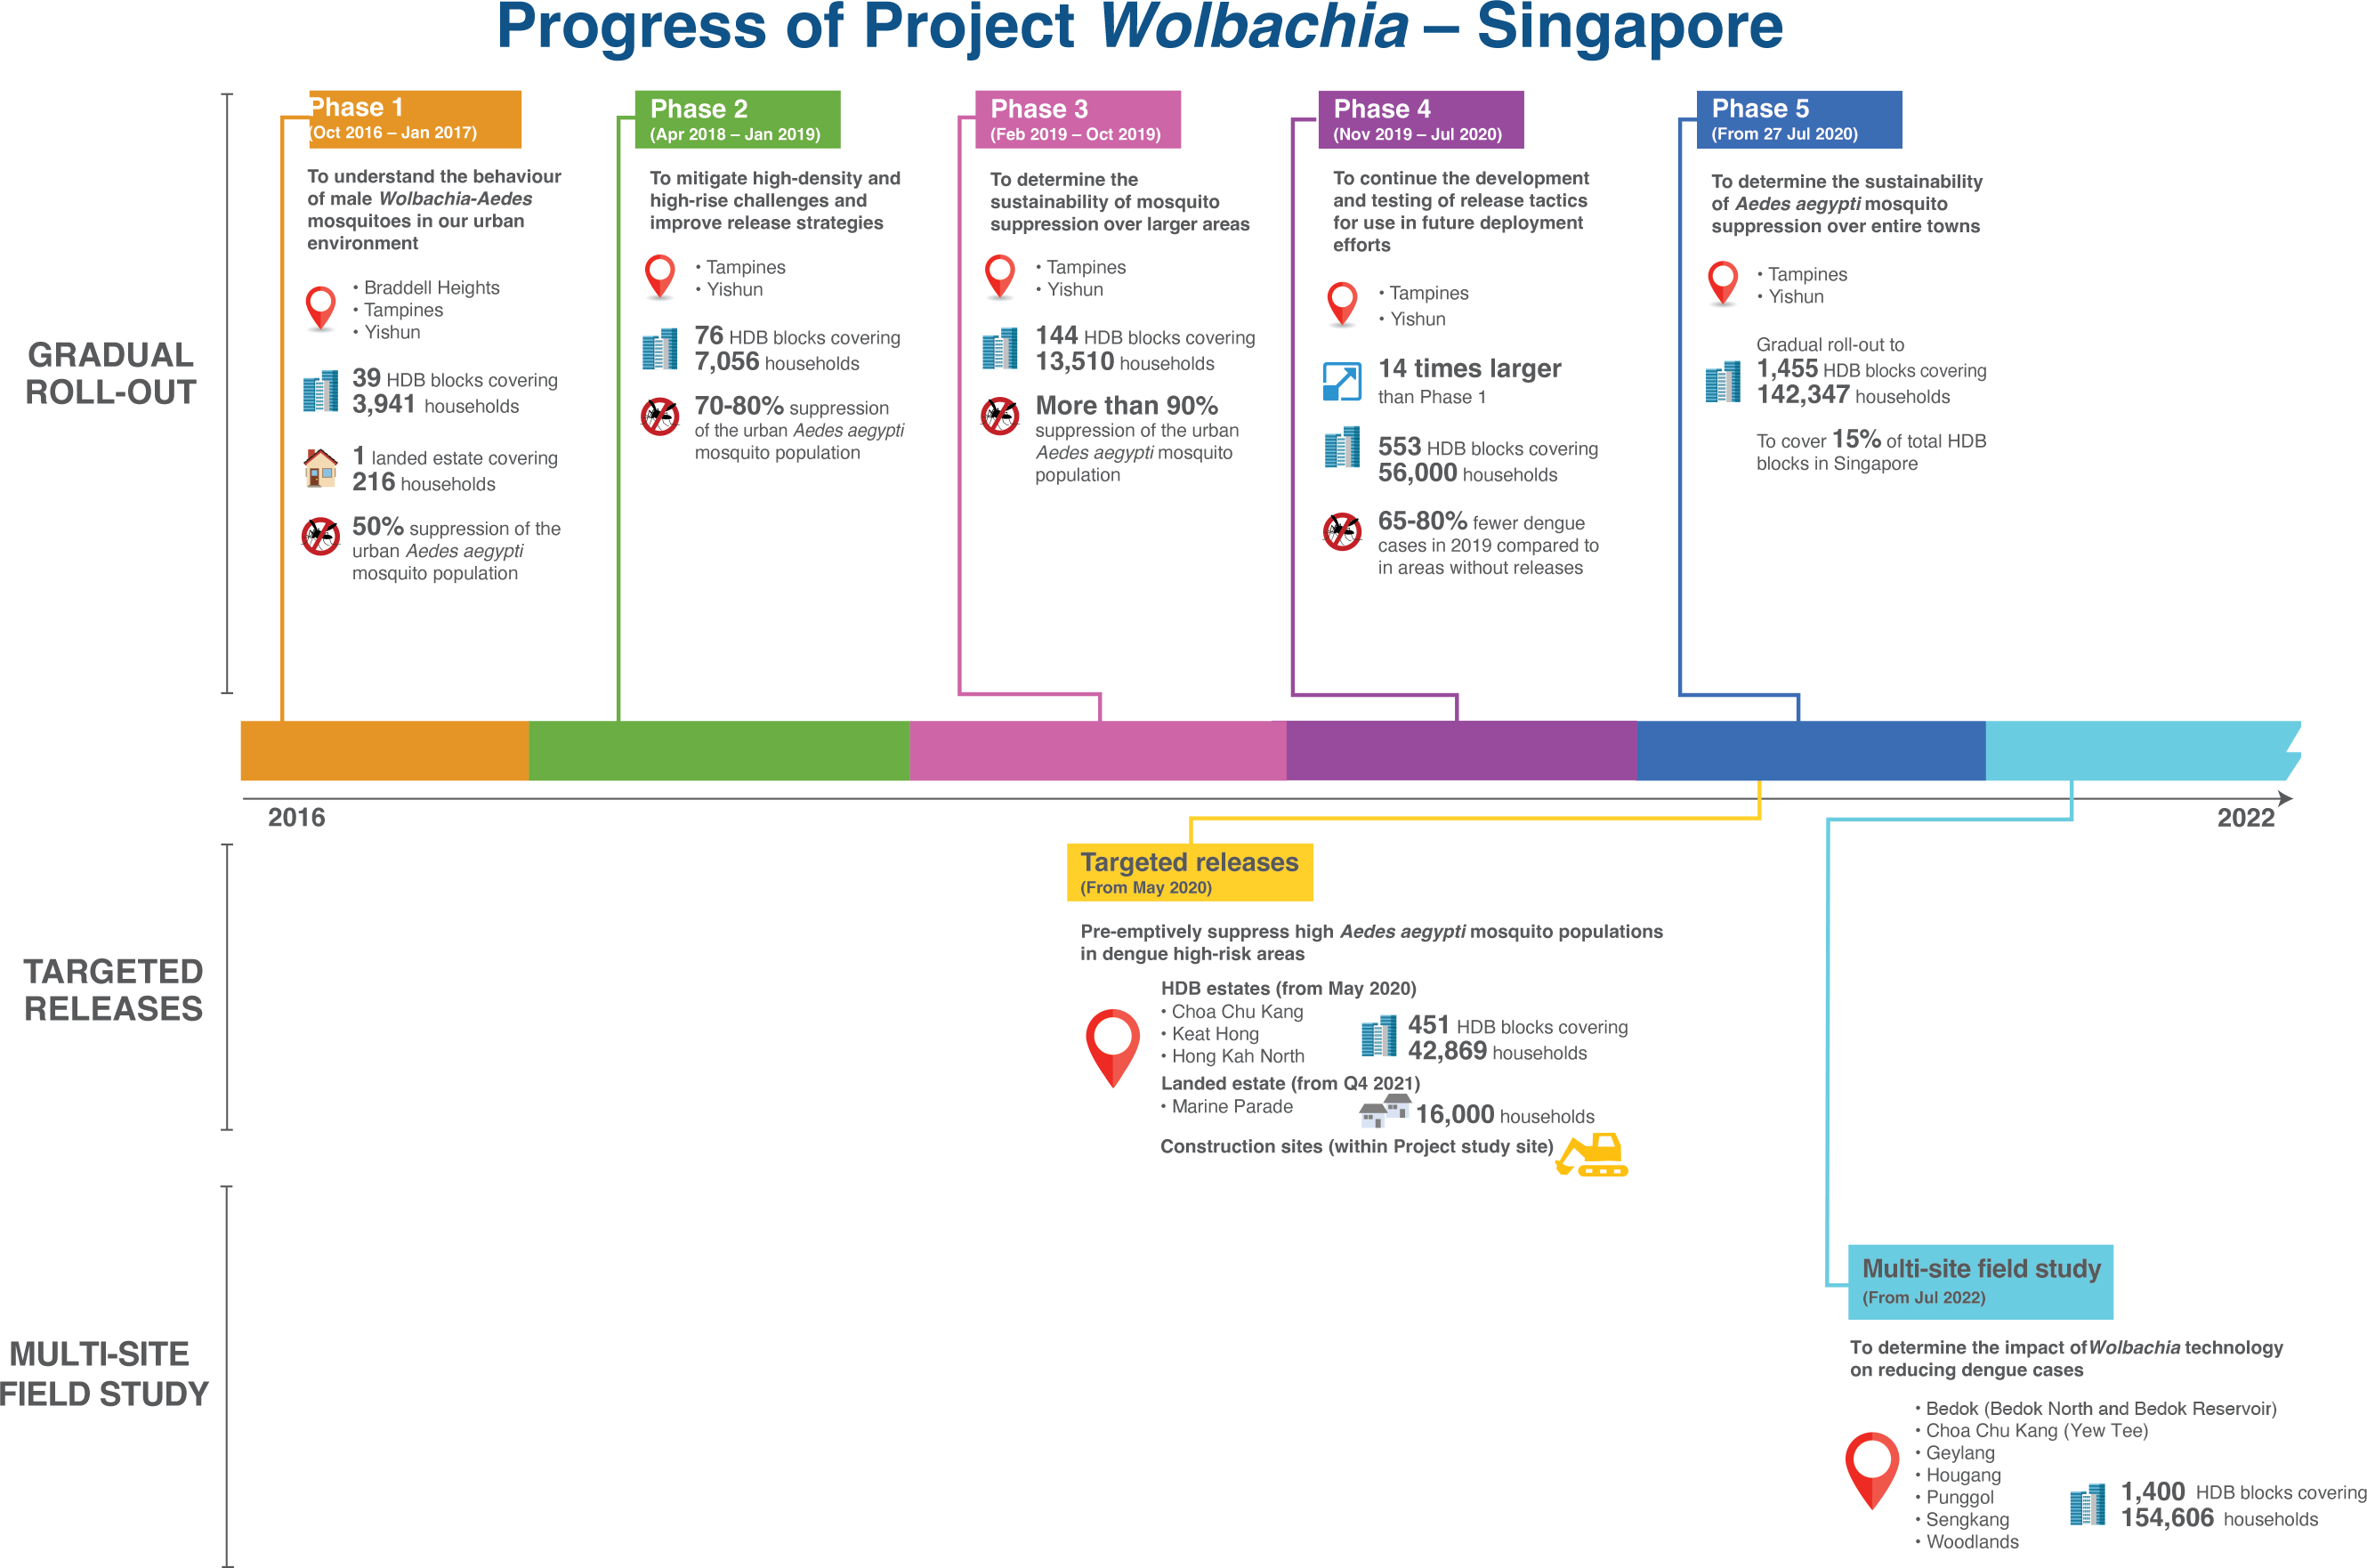 Progress of Project Wolbachia – Singapore
GRADUAL
ROLL-OUT
Phase 1
(Oct 2016 – Jan 2017)
To understand the behaviour
of male Wolbachia-Aedes
mosquitoes in our urban
environment
• Braddell Heights
• Tampines
• Yishun
39 HDB blocks covering
3,941 households
1 landed estate covering
216 households
50% suppression of the
urban Aedes aegypti
mosquito population
Phase 2
(Apr 2018 – Jan 2019)
To mitigate high-density and
high-rise challenges and
improve release strategies
• Tampines
• Yishun
76 HDB blocks covering
7,056 households
70-80% suppression
of the urban Aedes aegypti
mosquito population
Phase 3
(Feb 2019 – Oct 2019)
To determine the
sustainability of mosquito
suppression over larger areas
• Tampines
• Yishun
144 HDB blocks covering
13,510 households
More than 90%
suppression of the urban
Aedes aegypti mosquito
population
Phase 4
(Nov 2019 – Jul 2020)
To continue the development
and testing of release tactics
for use in future deployment
efforts
• Tampines
• Yishun
14 times larger
than Phase 1
553 HDB blocks covering
56,000 households
65-80% fewer dengue
cases in 2019 compared to
in areas without releases
Phase 5
(From 27 Jul 2020)
To determine the sustainability
of Aedes aegypti mosquito
suppression over entire towns
• Tampines
• Yishun
Gradual roll-out to
1,455 HDB blocks covering
142,347 households
To cover 15% of total HDB
blocks in Singapore
2016
2022
TARGETED
RELEASES
Targeted releases
(From May 2020)
Pre-emptively suppress high Aedes aegypti mosquito populations
in dengue high-risk areas
HDB estates (from May 2020)
• Choa Chu Kang
• Keat Hong
• Hong Kah North
451 HDB blocks covering
42,869 households
Landed estate (from Q4 2021)
• Marine Parade
16,000 households
Construction sites (within Project study site)
MULTI-SITE
FIELD STUDY
Multi-site field study
(From Jul 2022)
To determine the impact of Wolbachia technology
on reducing dengue cases
• Bedok (Bedok North and Bedok Reservoir)
• Choa Chu Kang (Yew Tee)
• Geylang
• Hougang
• Punggol
• Sengkang
• Woodlands
1,400 HDB blocks covering
154,606 households